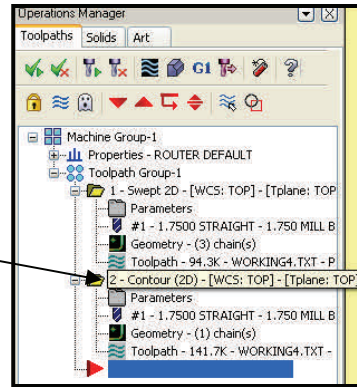 Operations Manager
Toolpaths Solids Art
G1
Machine Group-1
Properties - ROUTER DEFAULT
Toolpath Group-1
1 - Swept 2D - [WCS: TOP] - [Tplane: TOP
Parameters
#1 - 1.7500 STRAIGHT - 1.750 MILL B
Geometry - (3) chain(s)
Toolpath - 94.3K - WORKING4.TXT - P
2 - Contour (2D) - [WCS: TOP] - [Tplane: TOP]
Parameters
#1 - 1.7500 STRAIGHT - 1.750 MILL B
Geometry - (1) chain(s)
Toolpath - 141.7K - WORKING4.TXT -